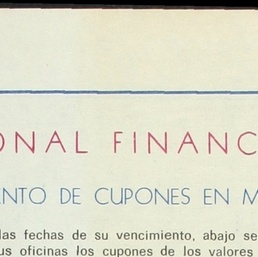 ONAL FINANC
ENTO DE CUPONES EN M
las fechas de su vencimiento, abajo se
us oficinas los cupones de los valores